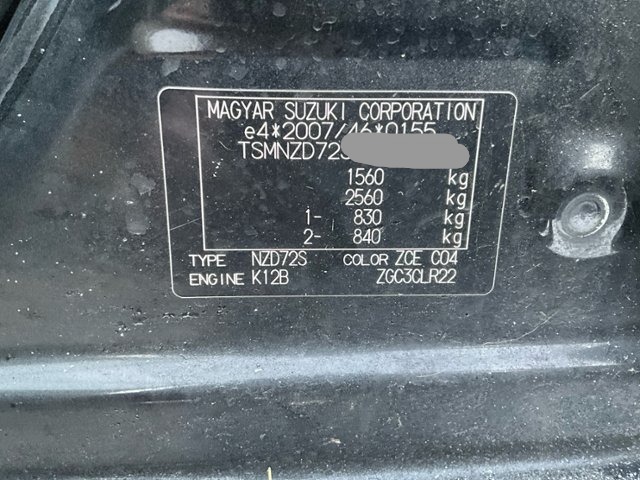 MAGYAR SUZUKI CORPORATION
e4*2007/46*0155
TSMNZD72S
1560 kg
2560 kg
1- 830 kg
2- 840 kg
TYPE NZD72S COLOR ZCE C04
ENGINE K12B ZGC3CLR22